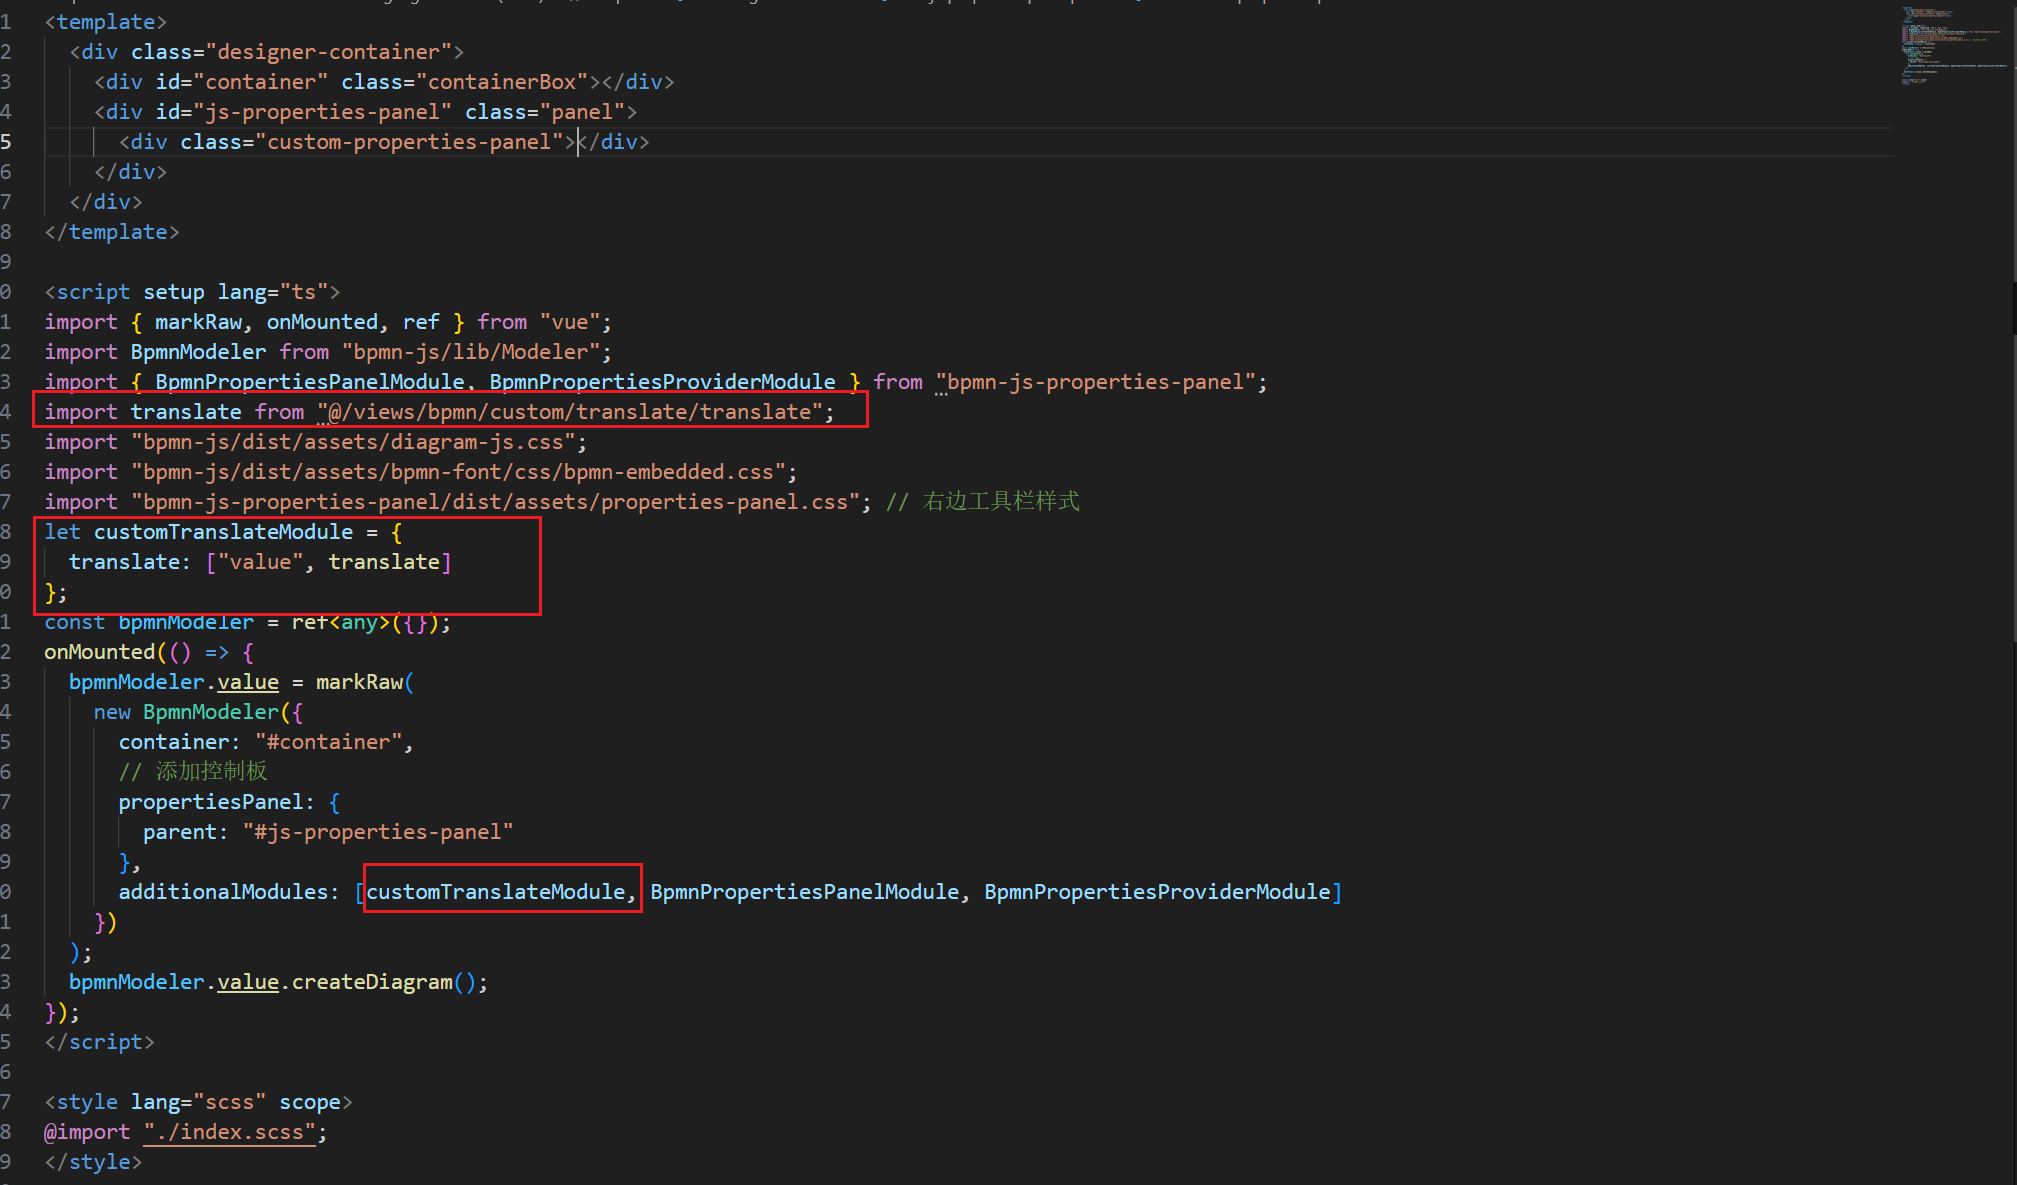 1 <template>
2 <div class="designer-container">
3 <div id="container" class="containerBox"></div>
4 <div id="js-properties-panel" class="panel">
5 <div class="custom-properties-panel"></div>
6 </div>
7 </div>
8 </template>
9
0 <script setup lang="ts">
1 import { markRaw, onMounted, ref } from "vue";
2 import BpmnModeler from "bpmn-js/lib/Modeler";
3 import { BpmnPropertiesPanelModule, BpmnPropertiesProviderModule } from "bpmn-js-properties-panel";
4 import translate from "@/views/bpmn/custom/translate/translate";
5 import "bpmn-js/dist/assets/diagram-js.css";
6 import "bpmn-js/dist/assets/bpmn-font/css/bpmn-embedded.css";
7 import "bpmn-js-properties-panel/dist/assets/properties-panel.css"; // 右边工具栏样式
8 let customTranslateModule = {
9 translate: ["value", translate]
0 };
1 const bpmnModeler = ref<any>({});
2 onMounted(() => {
3 bpmnModeler.value = markRaw(
4 new BpmnModeler({
5 container: "#container",
6 // 添加控制板
7 propertiesPanel: {
8 parent: "#js-properties-panel"
9 },
0 additionalModules: [customTranslateModule, BpmnPropertiesPanelModule, BpmnPropertiesProviderModule]
1 })
2 );
3 bpmnModeler.value.createDiagram();
4 });
5 </script>
6
7 <style lang="scss" scope>
8 @import "./index.scss";
9 </style>